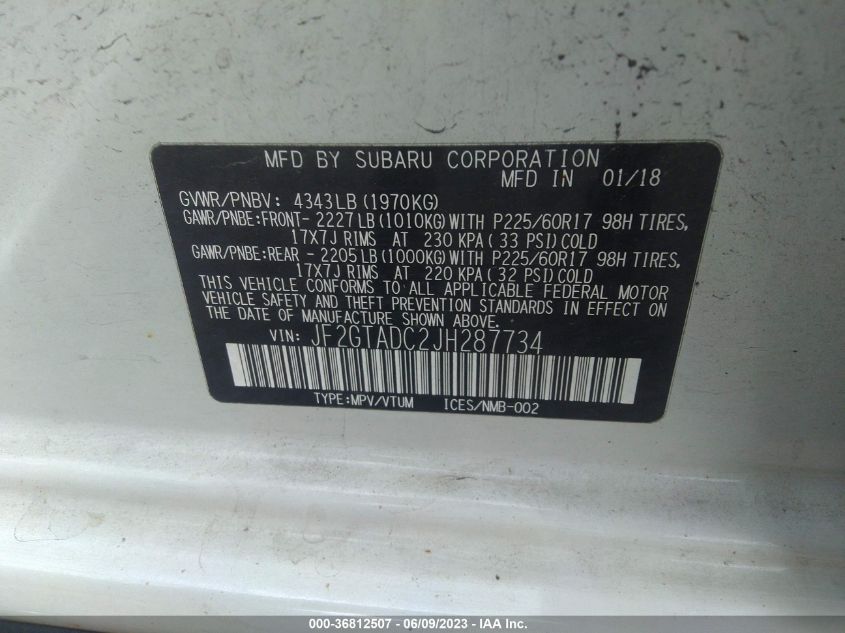 MFD BY SUBARU CORPORATION
MFD IN 01/18
GVWR/PNBV: 4343LB(1970KG)
GAWR/PNBE:FRONT- 2227LB(1010KG)WITH P225/60R17 98H TIRES,
17X7J RIMS AT 230 KPA(33 PSI)COLD
GAWR/PNBE:REAR - 2205LB(1000KG)WITH P225/60R17 98H TIRES,
17X7J RIMS AT 220 KPA(32 PSI)COLD
THIS VEHICLE CONFORMS TO ALL APPLICABLE FEDERAL MOTOR
VEHICLE SAFETY AND THEFT PREVENTION STANDARDS IN EFFECT ON
THE DATE OF MANUFACTURE SHOWN ABOVE.
VIN: JF2GTADC2JH287734
TYPE:MPV/VTUM ICES/NMB-002
000-36812507 - 06/09/2023 - IAA Inc.